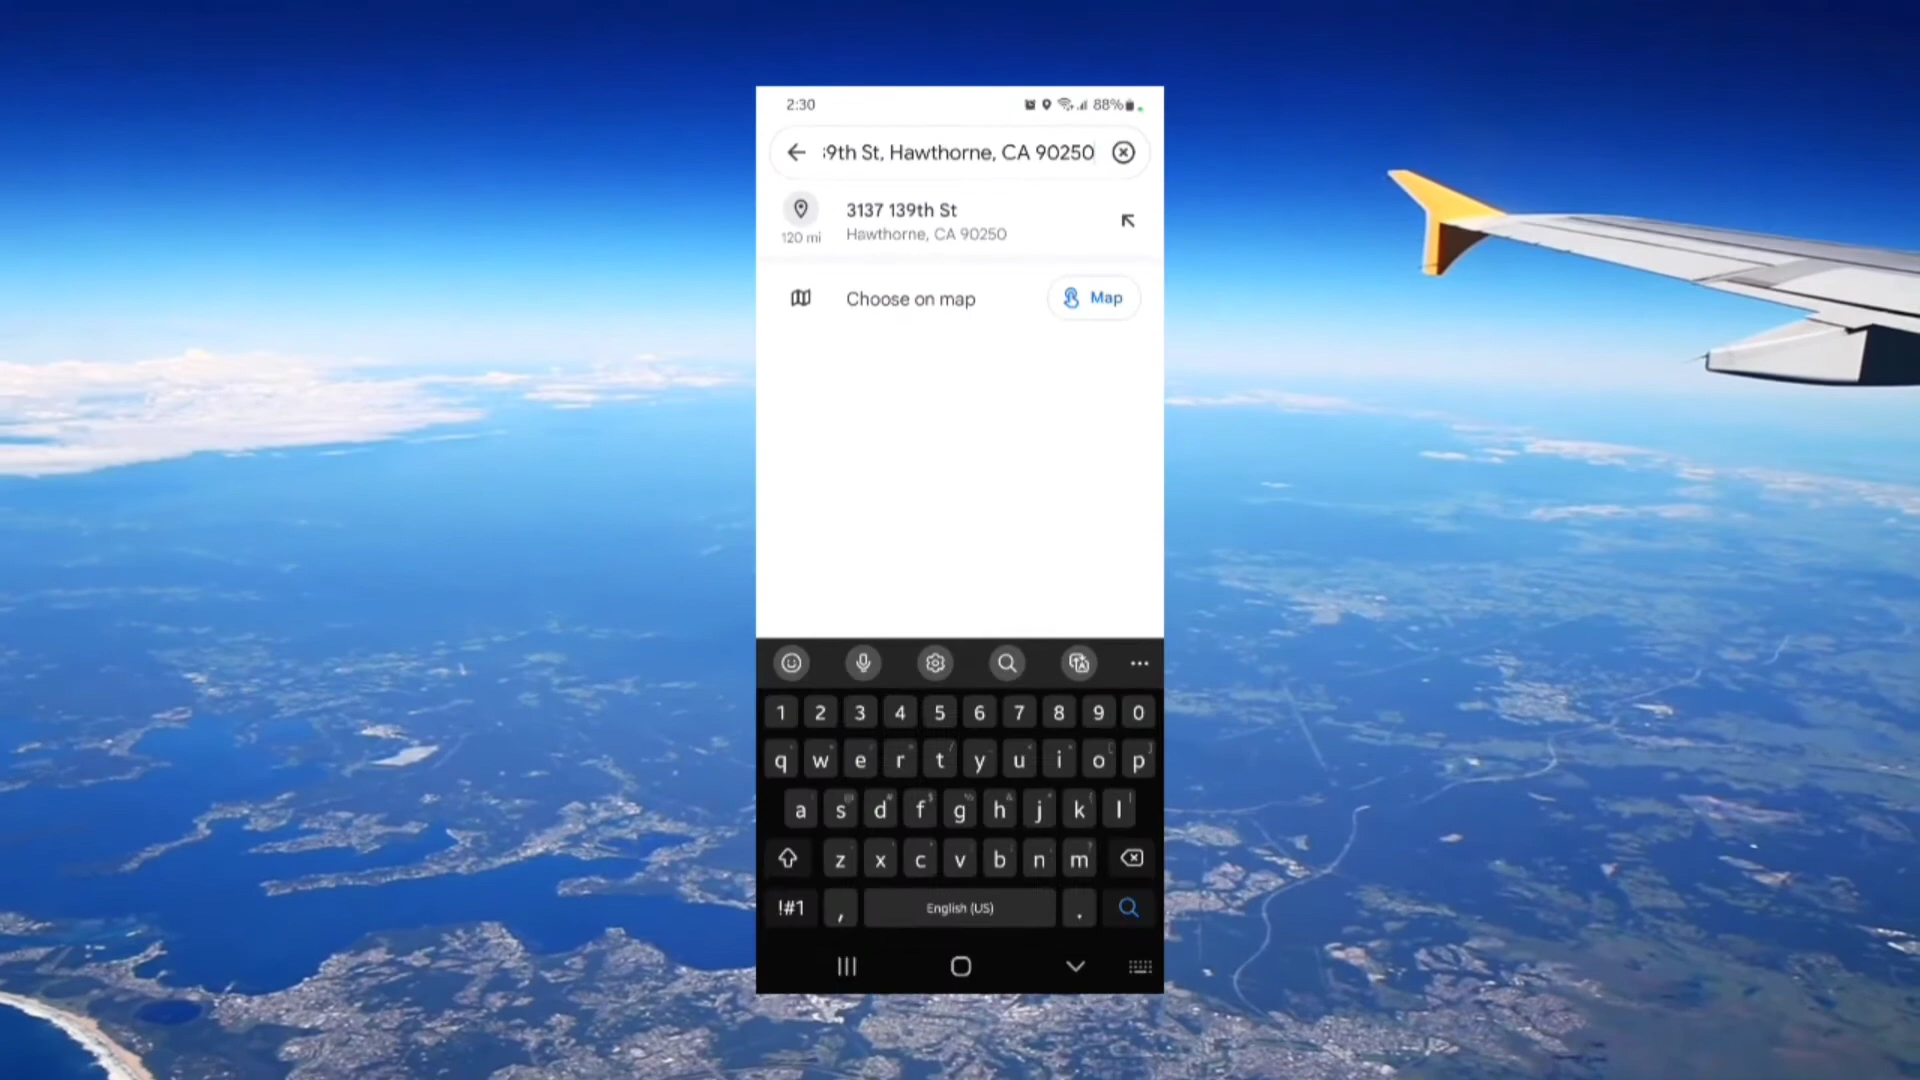 2:30
88%
9th St, Hawthorne, CA 90250
3137 139th St
120 mi
Hawthorne, CA 90250
Choose on map
Map
1 2 3 4 5 6 7 8 9 0
q w e r t y u i o p
a s d f g h j k l
z x c v b n m
!#1 , English (US) .